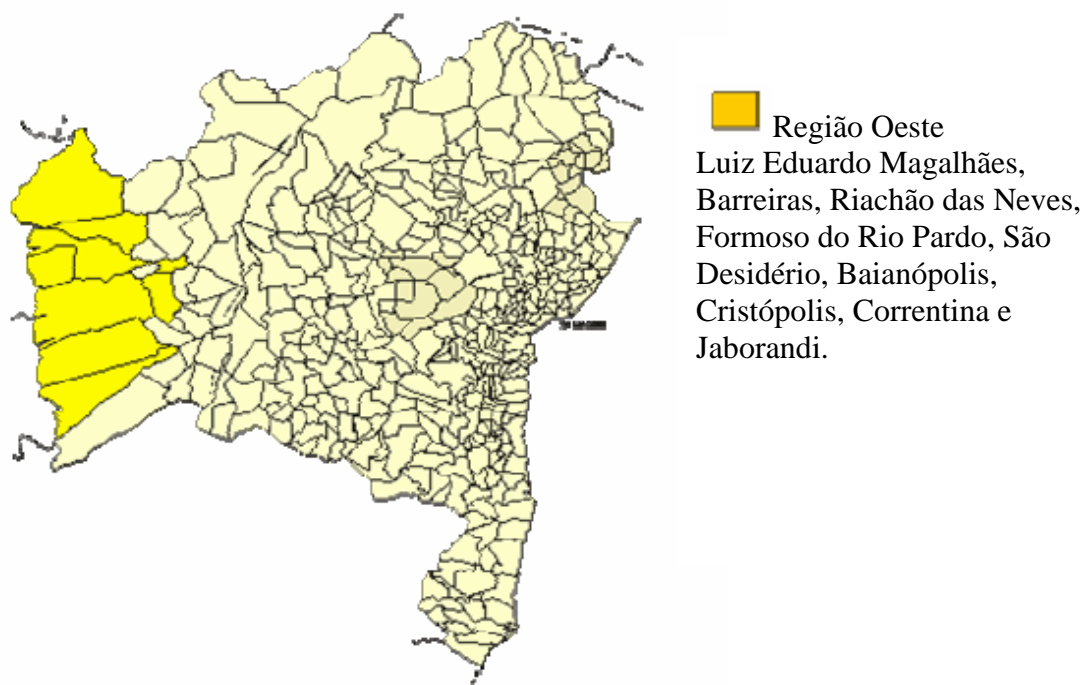 Região Oeste
Luiz Eduardo Magalhães,
Barreiras, Riachão das Neves,
Formoso do Rio Pardo, São
Desidério, Baianópolis,
Cristópolis, Correntina e
Jaborandi.